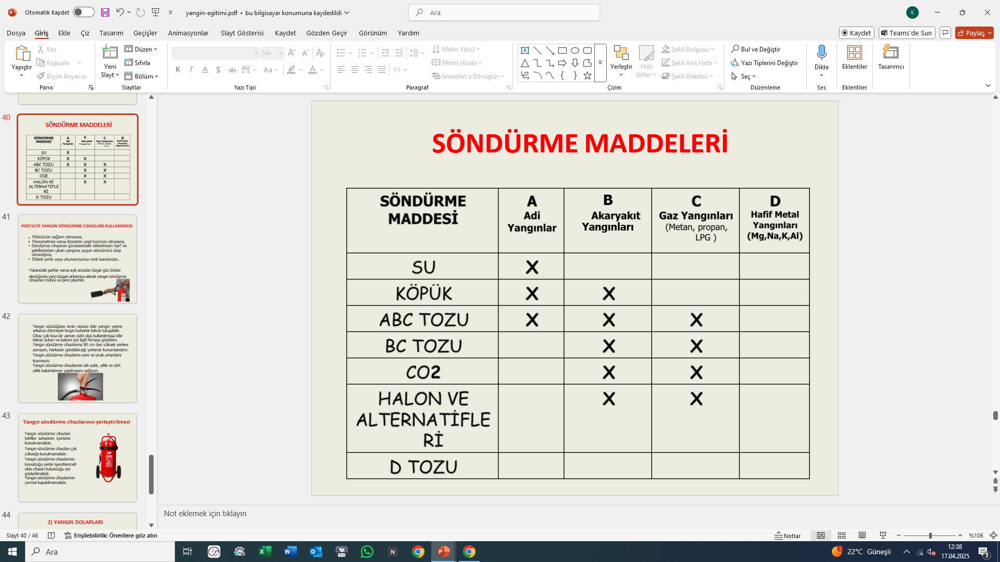 Otomatik Kaydet
yangin-egitimi.pdf • bu bilgisayar konumuna kaydedildi
Ara
K
Dosya Giriş Ekle Çiz Tasarım Geçişler Animasyonlar Slayt Gösterisi Kaydet Gözden Geçir Görünüm Yardım
Kaydet
Teams'de Sun
Paylaş
Yapıştır
Kes
Kopyala
Biçim Boyacısı
Pano
Yeni
Slayt
Düzen
Sıfırla
Bölüm
Slaytlar
14+
Yazı Tipi
Metin Yönü
Metni Hizala
SmartArt'a Dönüştür
Paragraf
Yerleştir
Hızlı
Stiller
Şekil Dolgusu
Şekil Ana Hattı
Şekil Efektleri
Çizim
Bul ve Değiştir
Yazı Tiplerini Değiştir
Seç
Düzenleme
Dikte
Ses
Eklentiler
Eklentiler
Tasarımcı
40
SÖNDÜRME MADDELERİ
SÖNDÜRME
MADDESİ
A
Adi
Yangınlar
B
Akaryakıt
Yangınları
C
Gaz Yangınları
(Metan, propan,
LPG )
D
Hafif Metal
Yangınları
(Mg,Na,K,Al)
SU X
KÖPÜK X X
ABC TOZU X X X
BC TOZU X X
CO2 X X
HALON VE X X
ALTERNATİFLE
Rİ
D TOZU
41
PORTATİF YANGIN SÖNDÜRME CİHAZLARI KULLANIRKEN
• Mührünün sağlam olmasına,
• Manometresi varsa ibresinin yeşil kısımda olmasına,
• Söndürme cihazının gövdesindeki etiketinden harf ve
şekillerinden çıkan yangına uygun söndürücü olup
olmadığına,
• Etiketi yırtık veya okunamıyorsa renk bandından.
Yukarıdaki şartlar varsa açık arazide rüzgar göz önüne
alındığında yani rüzgarı arkamıza alarak yangın söndürme
cihazının mührü ve pimi çıkartılır.
42
Yangın söndüğüne emin olunsa bile yangın yerine
arkanızı dönmeyin kızgın buharlar tekrar tutuşabilir.
Cihaz çok kısa bir zaman dahi olsa kullanılmışsa bile
tekrar dolum ve bakımı için ilgili firmaya gönderin.
Yangın söndürme cihazlarına 90 cm den yüksek yerlere
asmayın, herkesin görebileceği yerlerde konumlandırın.
Yangın söndürme cihazlarını yere ve sıcak ortamlara
koymayın.
Yangın söndürme cihazlarının altı aylık, yıllık ve dört
yıllık bakımlarının yapılmasını sağlayın.
43
Yangın söndürme cihazlarının yerleştirilmesi
Yangın söndürme cihazları
tehlike sahasının içerisine
konulmamalıdır.
Yangın söndürme cihazları çok
yükseğe konulmamalıdır.
Yangın söndürme cihazlarının
konulduğu yerler işaretlenmeli
okla cihazın bulunduğu yer
gösterilmelidir.
Yangın söndürme cihazlarının
çevresi kapatılmamalıdır.
44
2) YANGIN DOLAPLARI
SÖNDÜRME MADDELERİ
SÖNDÜRME
MADDESİ
A
Adi
Yangınlar
B
Akaryakıt
Yangınları
C
Gaz Yangınları
(Metan, propan,
LPG )
D
Hafif Metal
Yangınları
(Mg,Na,K,Al)
SU X
KÖPÜK X X
ABC TOZU X X X
BC TOZU X X
CO2 X X
HALON VE X X
ALTERNATİFLE
Rİ
D TOZU
Not eklemek için tıklayın
Slayt 40 / 46
Erişilebilirlik: Önerilere göz atın
Notlar
%106
Ara
22°C Güneşli
12:38
17.04.2025
3